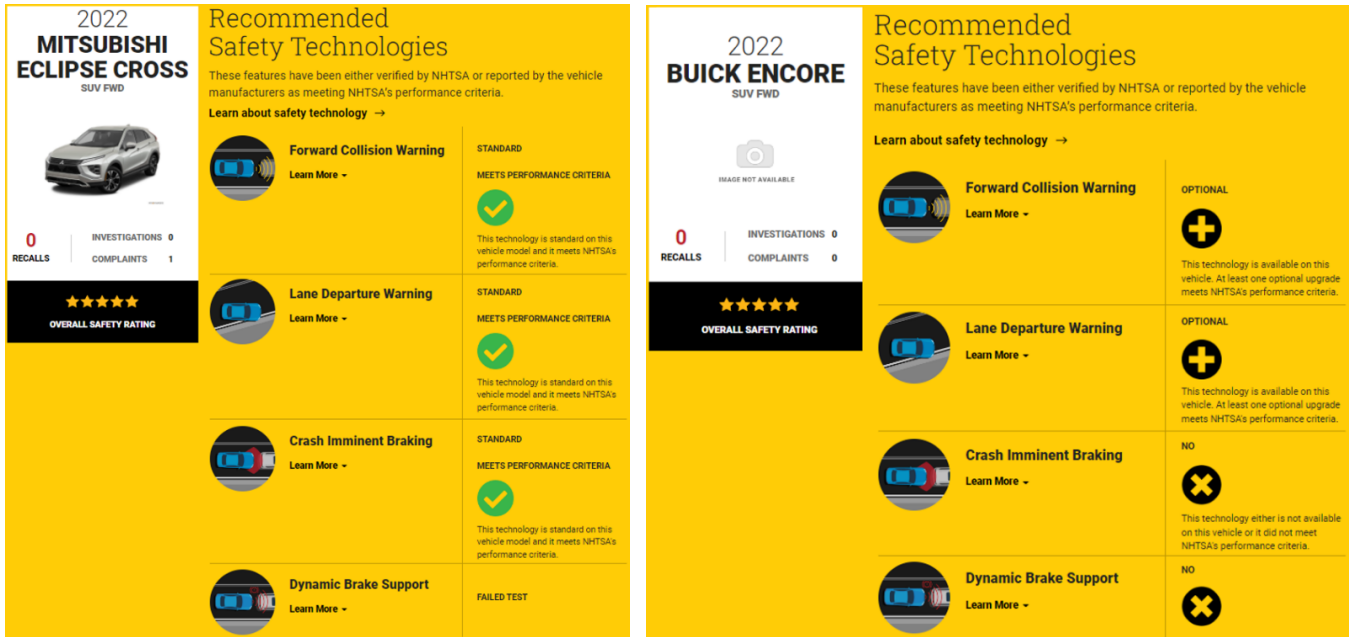 2022
MITSUBISHI
ECLIPSE CROSS
SUV FWD
0
RECALLS
INVESTIGATIONS 0
COMPLAINTS 1
★★★★★
OVERALL SAFETY RATING
Recommended
Safety Technologies
These features have been either verified by NHTSA or reported by the vehicle
manufacturers as meeting NHTSA's performance criteria.
Learn about safety technology →
Forward Collision Warning
Learn More
STANDARD
MEETS PERFORMANCE CRITERIA
This technology is standard on this
vehicle model and it meets NHTSA's
performance criteria.
Lane Departure Warning
Learn More
STANDARD
MEETS PERFORMANCE CRITERIA
This technology is standard on this
vehicle model and it meets NHTSA's
performance criteria.
Crash Imminent Braking
Learn More
STANDARD
MEETS PERFORMANCE CRITERIA
This technology is standard on this
vehicle model and it meets NHTSA's
performance criteria.
Dynamic Brake Support
Learn More
FAILED TEST
2022
BUICK ENCORE
SUV FWD
IMAGE NOT AVAILABLE
0
RECALLS
INVESTIGATIONS 0
COMPLAINTS 0
★★★★★
OVERALL SAFETY RATING
Recommended
Safety Technologies
These features have been either verified by NHTSA or reported by the vehicle
manufacturers as meeting NHTSA's performance criteria.
Learn about safety technology →
Forward Collision Warning
Learn More
OPTIONAL
This technology is available on this
vehicle. At least one optional upgrade
meets NHTSA's performance criteria.
Lane Departure Warning
Learn More
OPTIONAL
This technology is available on this
vehicle. At least one optional upgrade
meets NHTSA's performance criteria.
Crash Imminent Braking
Learn More
NO
This technology either is not available
on this vehicle or it did not meet
NHTSA's performance criteria.
Dynamic Brake Support
Learn More
NO